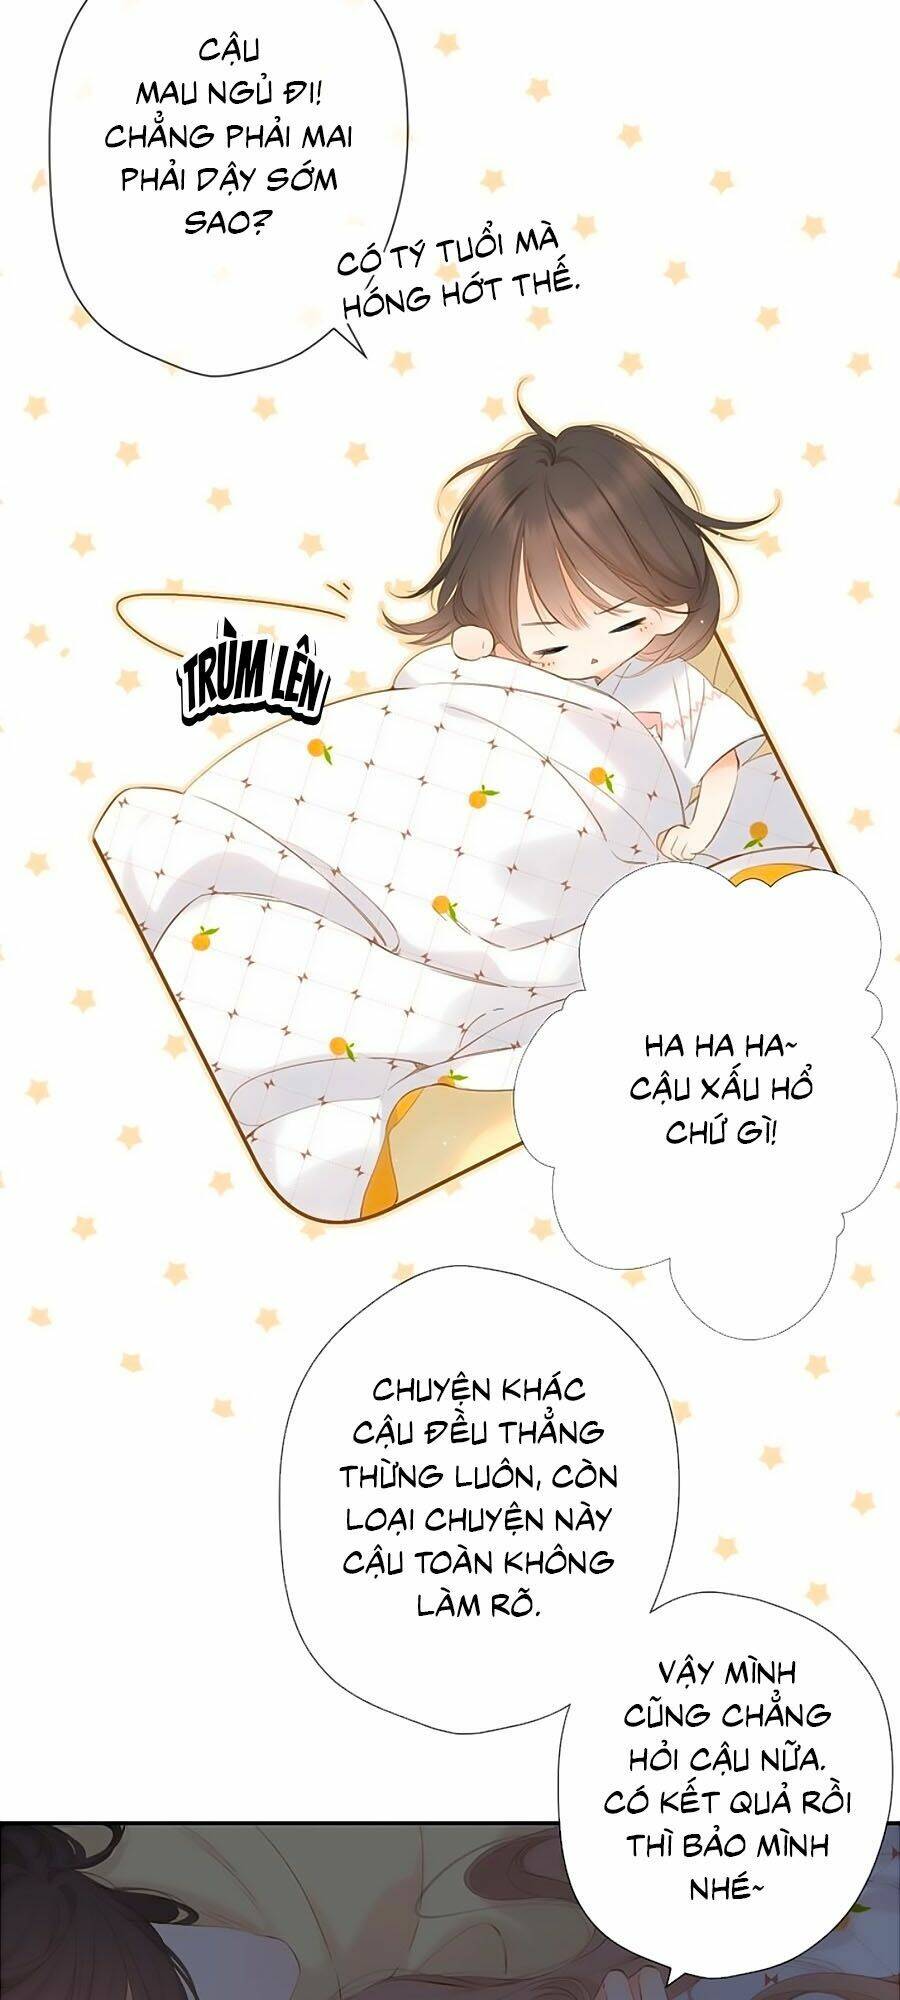 CẬU
MAU NGỦ ĐI!
CHẲNG PHẢI MAI
PHẢI DẬY SỚM
SAO?
CÓ TÝ TUỔI MÀ
HÓNG HỚT THẾ.
TRÙM LÊN
HA HA HA~
CẬU XẤU HỔ
CHỨ GÌ!
CHUYỆN KHÁC
CẬU ĐỀU THẲNG
THỪNG LUÔN, CÒN
LOẠI CHUYỆN NÀY
CẬU TOÀN KHÔNG
LÀM RÕ.
VẬY MÌNH
CŨNG CHẲNG
HỎI CẬU NỮA.
CÓ KẾT QUẢ RỒI
THÌ BẢO MÌNH
NHÉ~